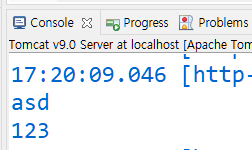 Console Progress Problems
Tomcat v9.0 Server at localhost [Apache Tom
17:20:09.046 [http-
asd
123